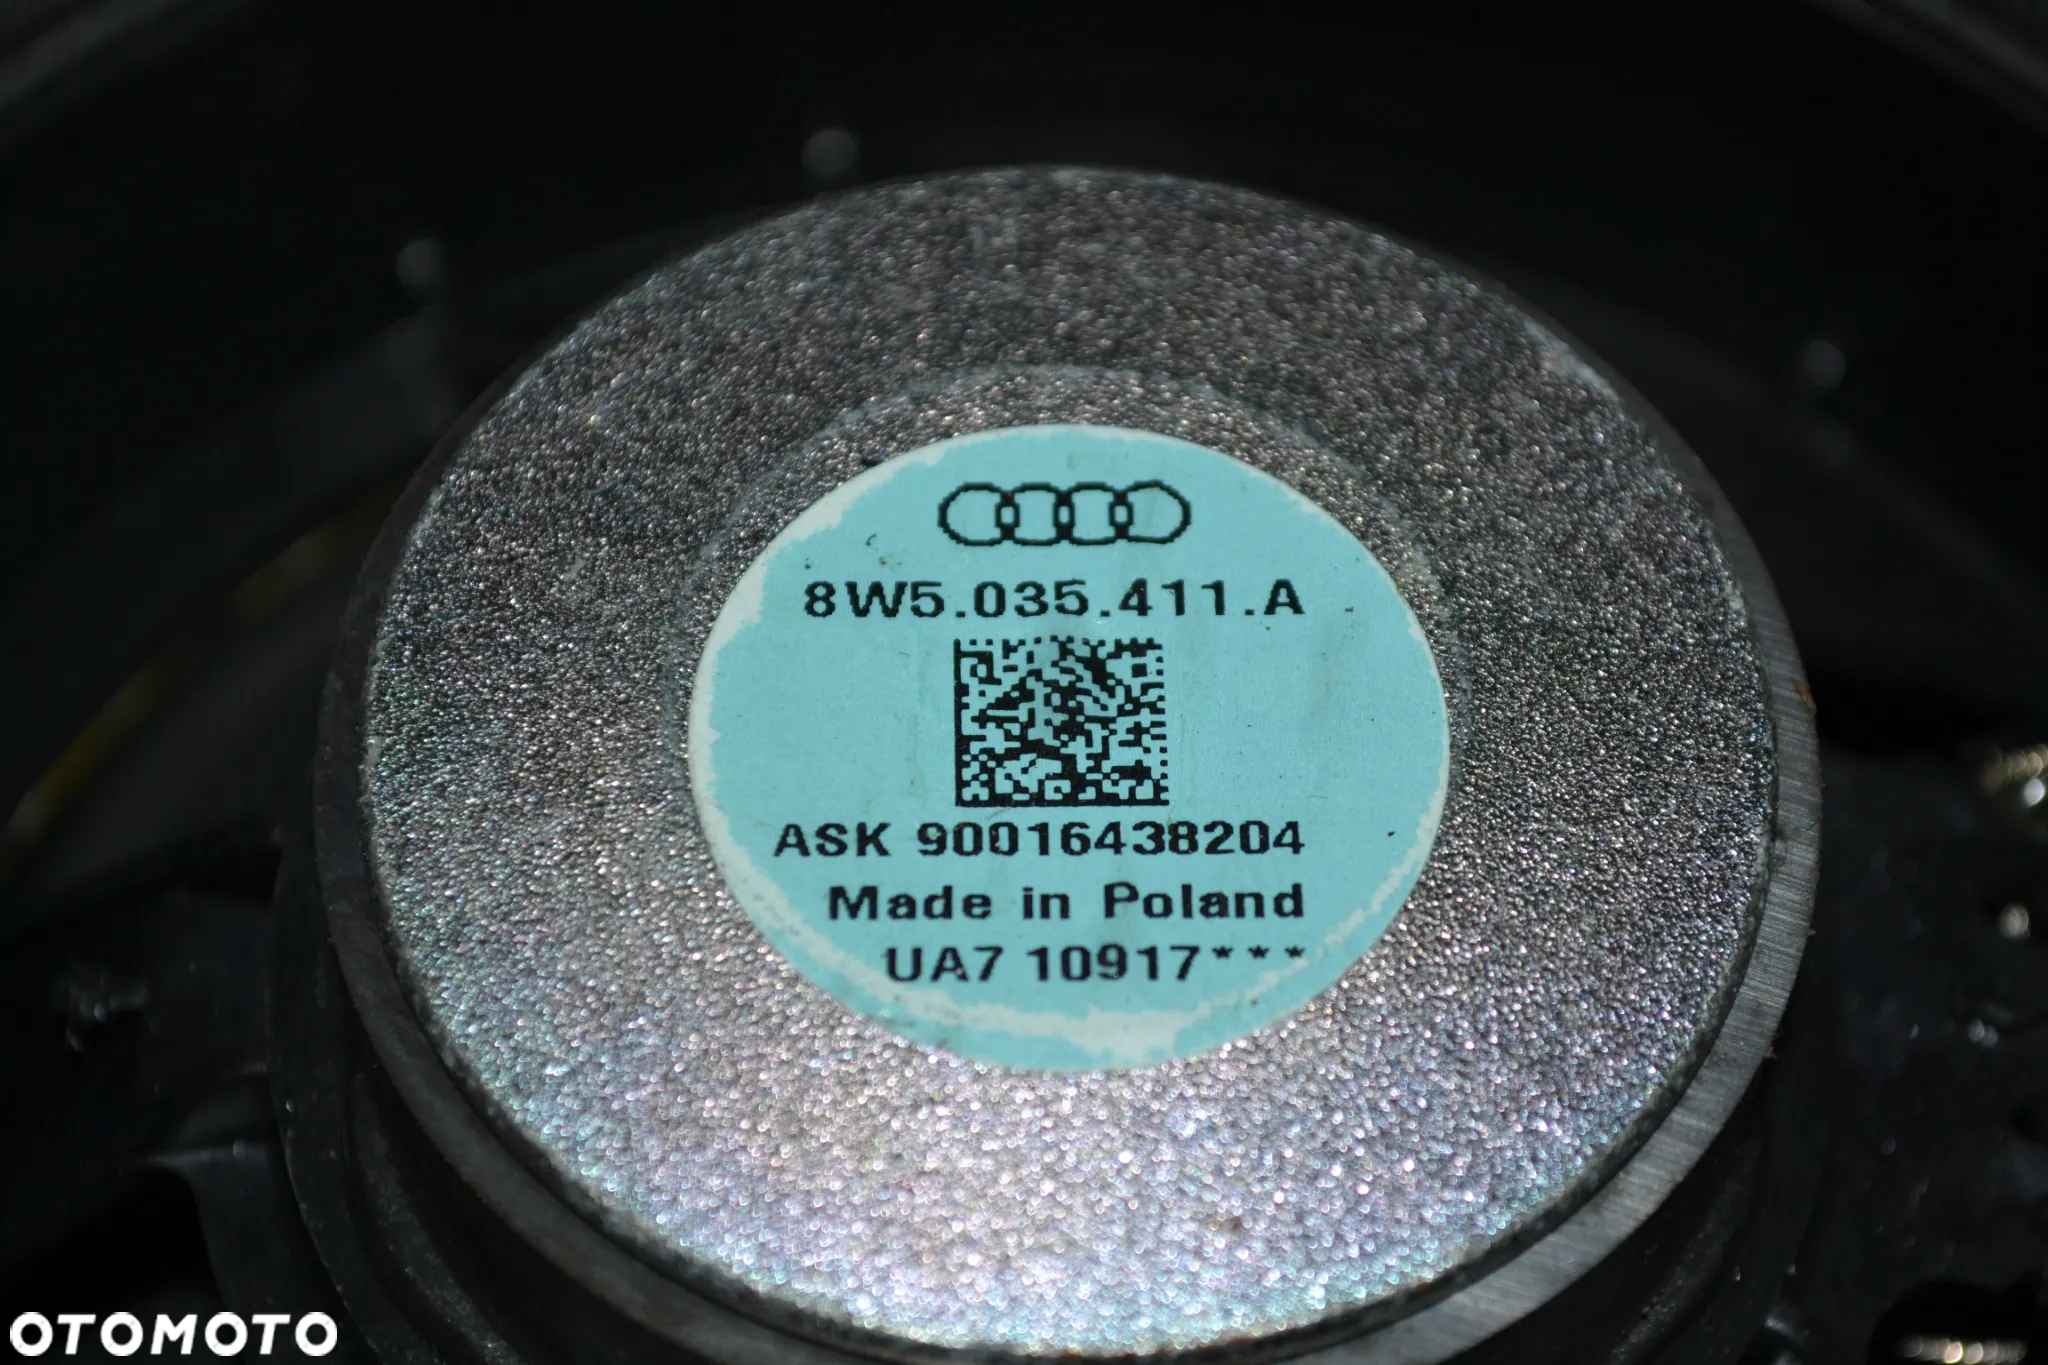 8W5.035.411.A
ASK 90016438204
Made in Poland
UA7 10917***
OTOMOTO